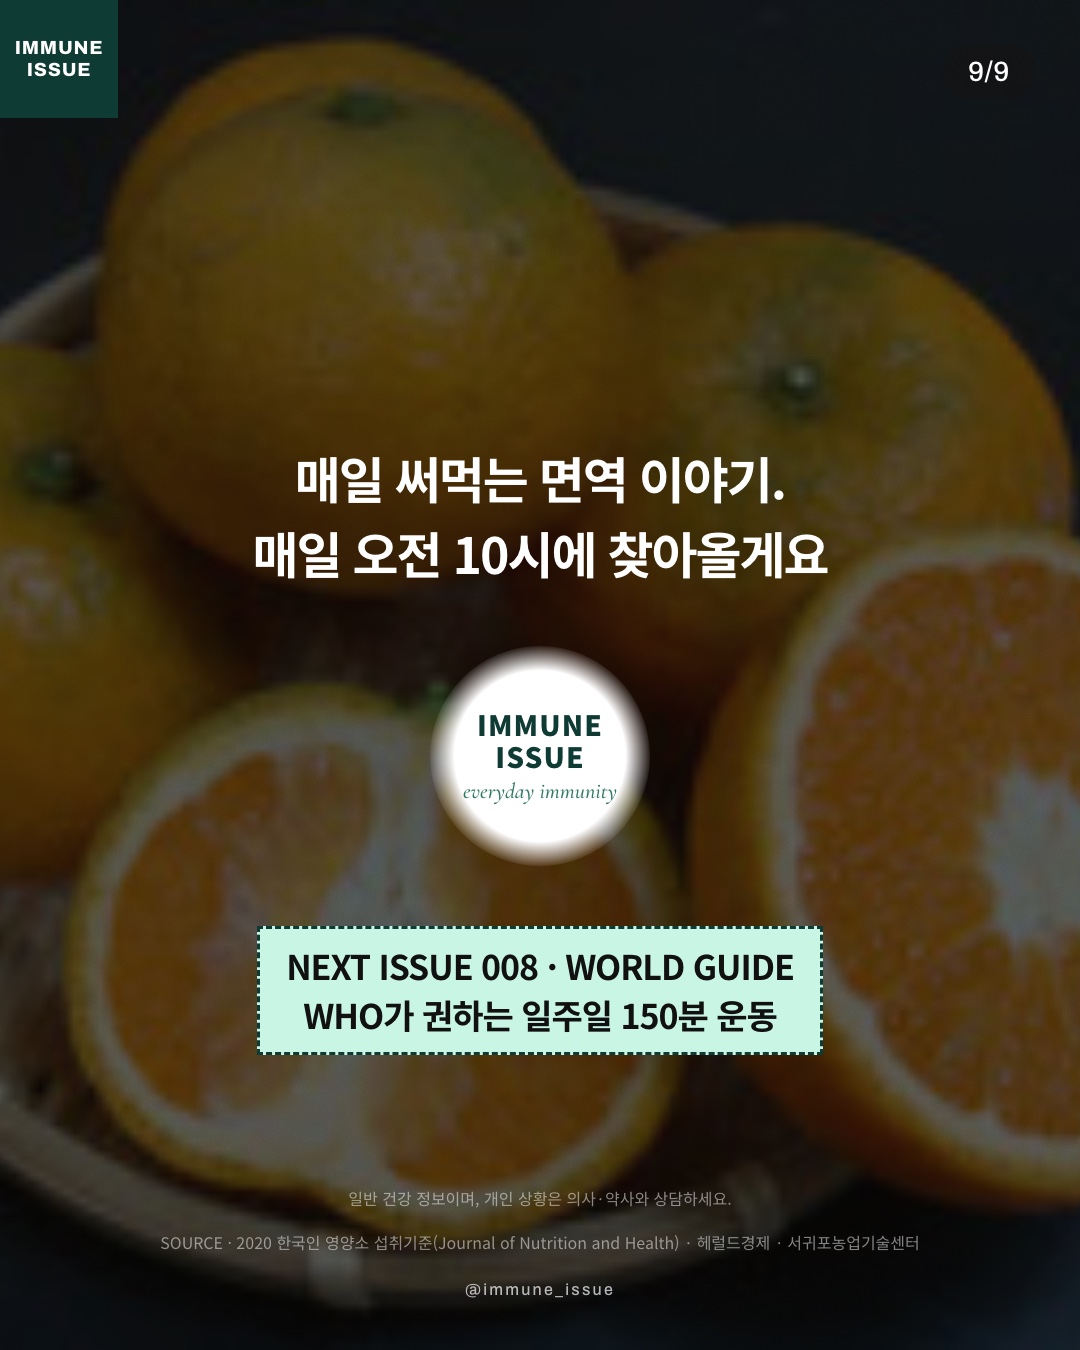 IMMUNE
ISSUE
9/9
매일 써먹는 면역 이야기.
매일 오전 10시에 찾아올게요
IMMUNE
ISSUE
everyday immunity
NEXT ISSUE 008 · WORLD GUIDE
WHO가 권하는 일주일 150분 운동
일반 건강 정보이며, 개인 상황은 의사·약사와 상담하세요.
SOURCE · 2020 한국인 영양소 섭취기준(Journal of Nutrition and Health) · 헤럴드경제 · 서귀포농업기술센터
@immune_issue